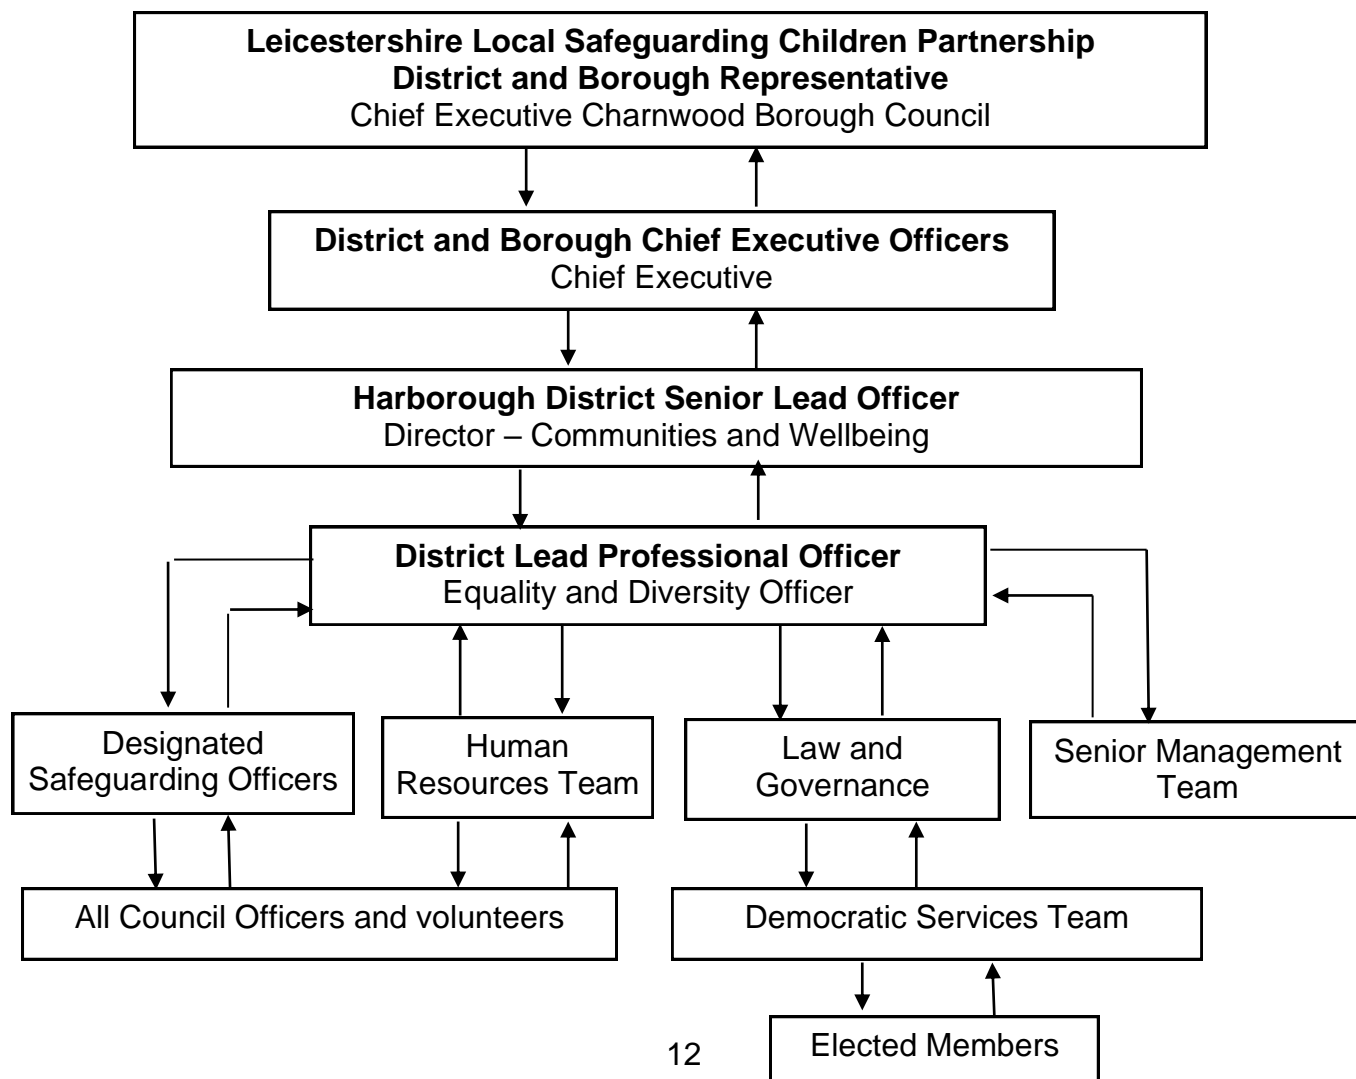 Leicestershire Local Safeguarding Children Partnership
District and Borough Representative
Chief Executive Charnwood Borough Council
District and Borough Chief Executive Officers
Chief Executive
Harborough District Senior Lead Officer
Director – Communities and Wellbeing
District Lead Professional Officer
Equality and Diversity Officer
Designated
Safeguarding Officers
Human
Resources Team
Law and
Governance
Senior Management
Team
All Council Officers and volunteers
Democratic Services Team
Elected Members
12